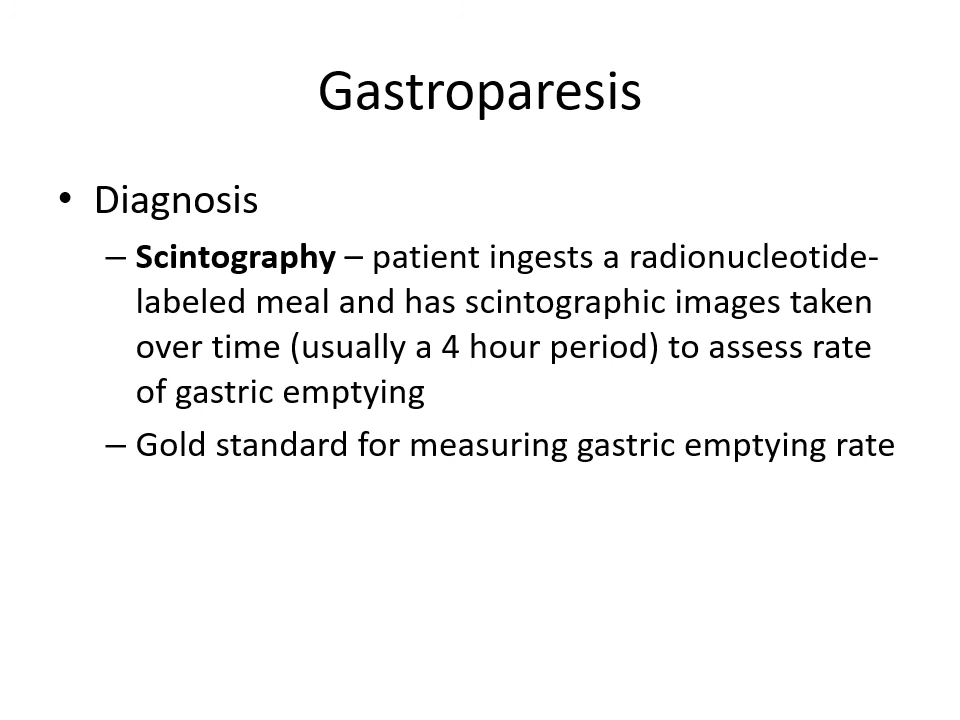 Gastroparesis
• Diagnosis
– Scintography – patient ingests a radionucleotide-
labeled meal and has scintographic images taken
over time (usually a 4 hour period) to assess rate
of gastric emptying
– Gold standard for measuring gastric emptying rate